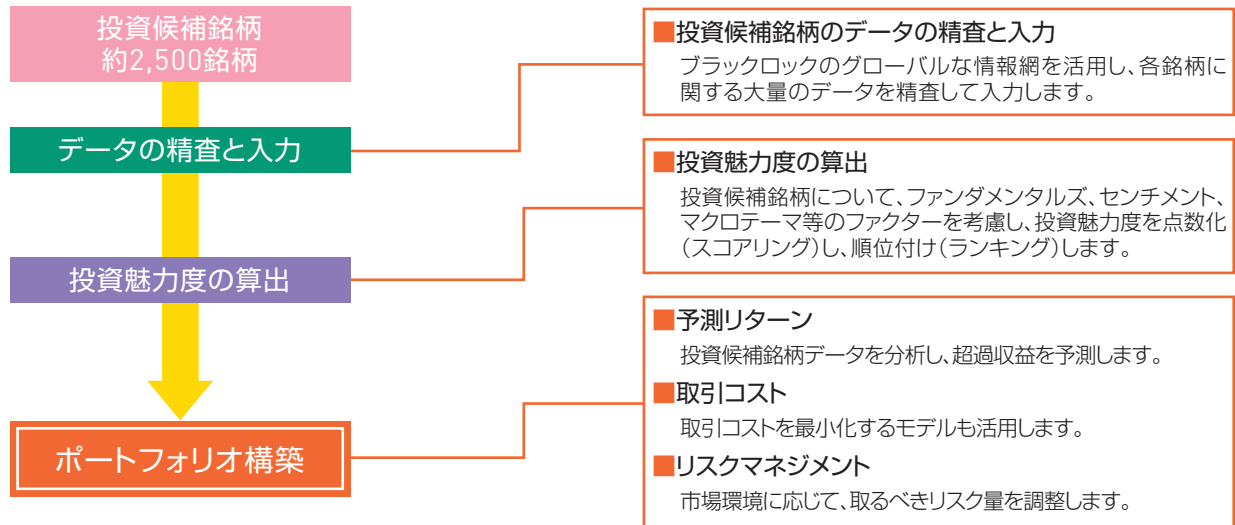 投資候補銘柄
約2,500銘柄
データの精査と入力
投資魅力度の算出
ポートフォリオ構築
■投資候補銘柄のデータの精査と入力
ブラックロックのグローバルな情報網を活用し、各銘柄に
関する大量のデータを精査して入力します。
■投資魅力度の算出
投資候補銘柄について、ファンダメンタルズ、センチメント、
マクロテーマ等のファクターを考慮し、投資魅力度を点数化
（スコアリング）し、順位付け（ランキング）します。
■予測リターン
投資候補銘柄データを分析し、超過収益を予測します。
■取引コスト
取引コストを最小化するモデルも活用します。
■リスクマネジメント
市場環境に応じて、取るべきリスク量を調整します。